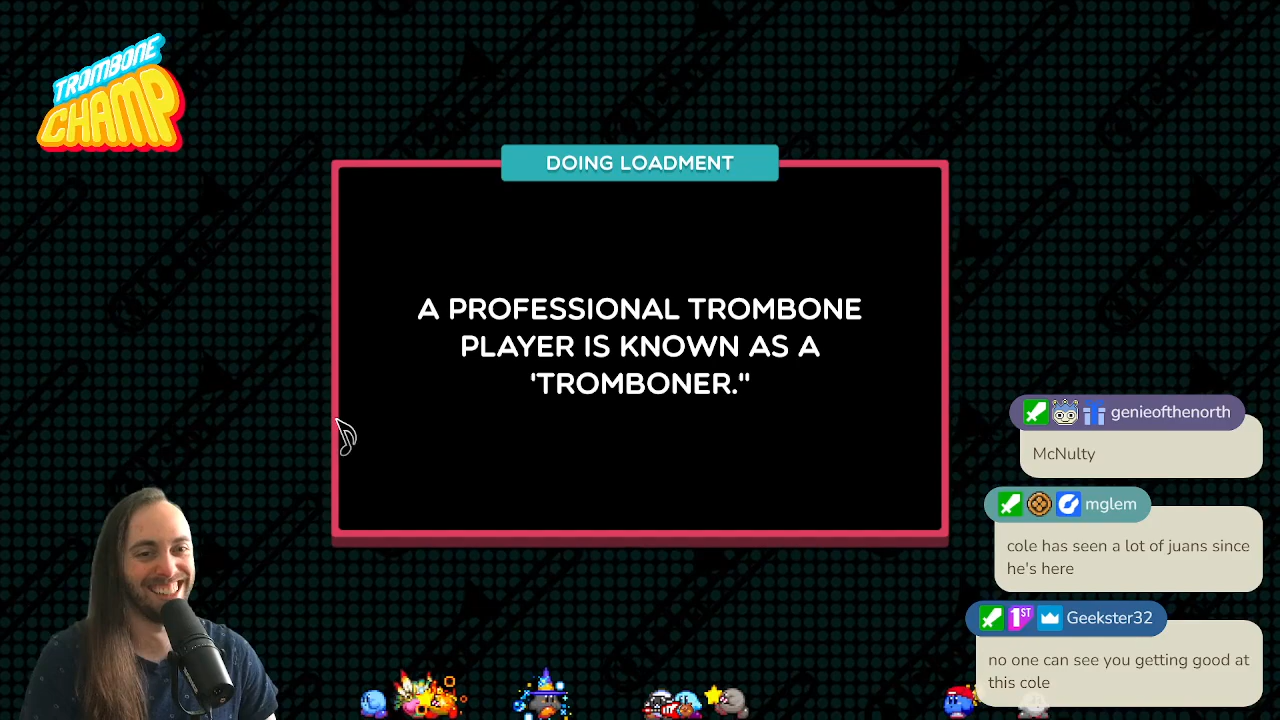 TROMBONE
CHAMP
DOING LOADMENT
A PROFESSIONAL TROMBONE
PLAYER IS KNOWN AS A
'TROMBONER."
genieofthenorth
McNulty
mglem
cole has seen a lot of juans since
he's here
1ST
Geekster32
no one can see you getting good at
this cole